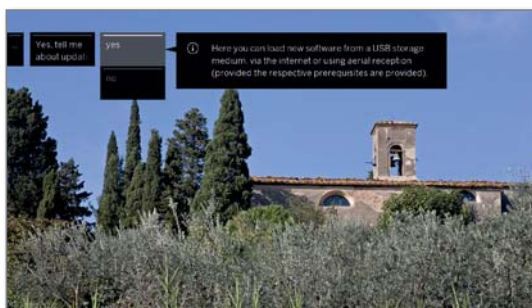 ... Yes, tell me
about updat
yes
no
Here you can load new software from a USB storage
medium, via the internet or using aerial reception
(provided the respective prerequisites are provided).